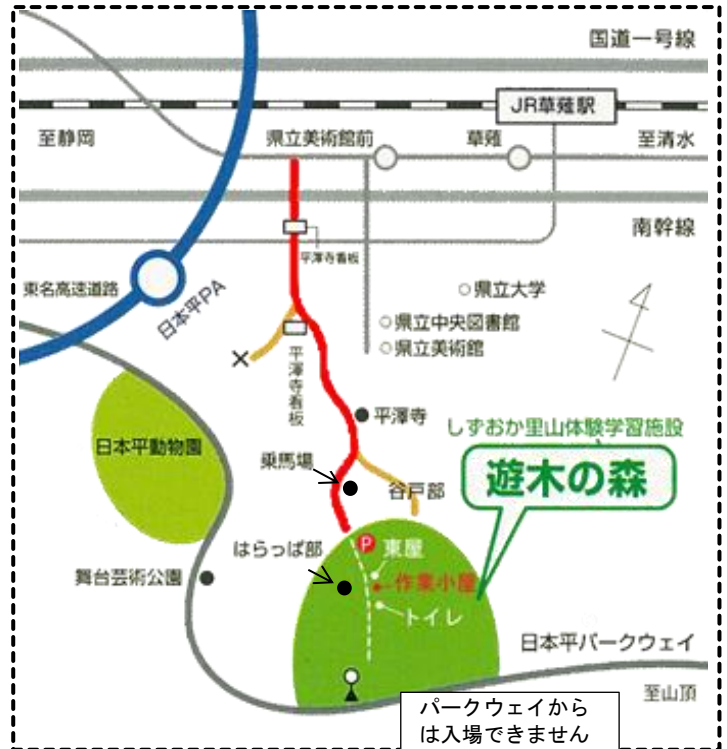 国道一号線
JR草薙駅
至静岡
県立美術館前
草薙
至清水
南幹線
平澤寺看板
東名高速道路
日本平PA
県立大学
県立中央図書館
県立美術館
平澤寺看板
平澤寺
しずおか里山体験学習施設
遊木の森
日本平動物園
乗馬場
谷戸部
はらっぱ部
P
東屋
作業小屋
トイレ
舞台芸術公園
日本平パークウェイ
至山頂
パークウェイから
は入場できません